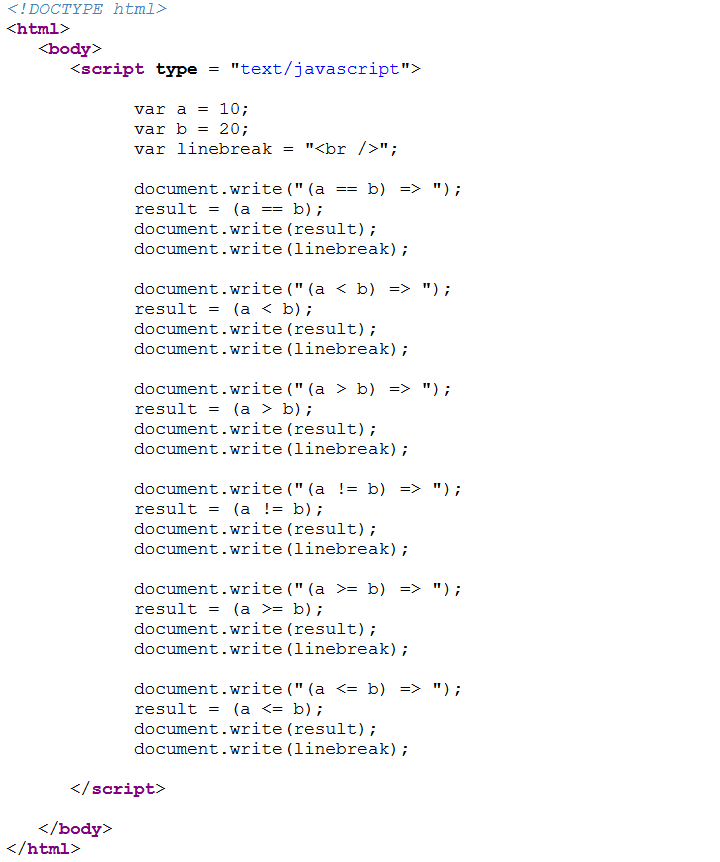 <!DOCTYPE html>
<html>
   <body>
      <script type = "text/javascript">
            var a = 10;
            var b = 20;
            var linebreak = "<br />";
            document.write("(a == b) => ");
            result = (a == b);
            document.write(result);
            document.write(linebreak);
            document.write("(a < b) => ");
            result = (a < b);
            document.write(result);
            document.write(linebreak);
            document.write("(a > b) => ");
            result = (a > b);
            document.write(result);
            document.write(linebreak);
            document.write("(a != b) => ");
            result = (a != b);
            document.write(result);
            document.write(linebreak);
            document.write("(a >= b) => ");
            result = (a >= b);
            document.write(result);
            document.write(linebreak);
            document.write("(a <= b) => ");
            result = (a <= b);
            document.write(result);
            document.write(linebreak);
      </script>
   </body>
</html>